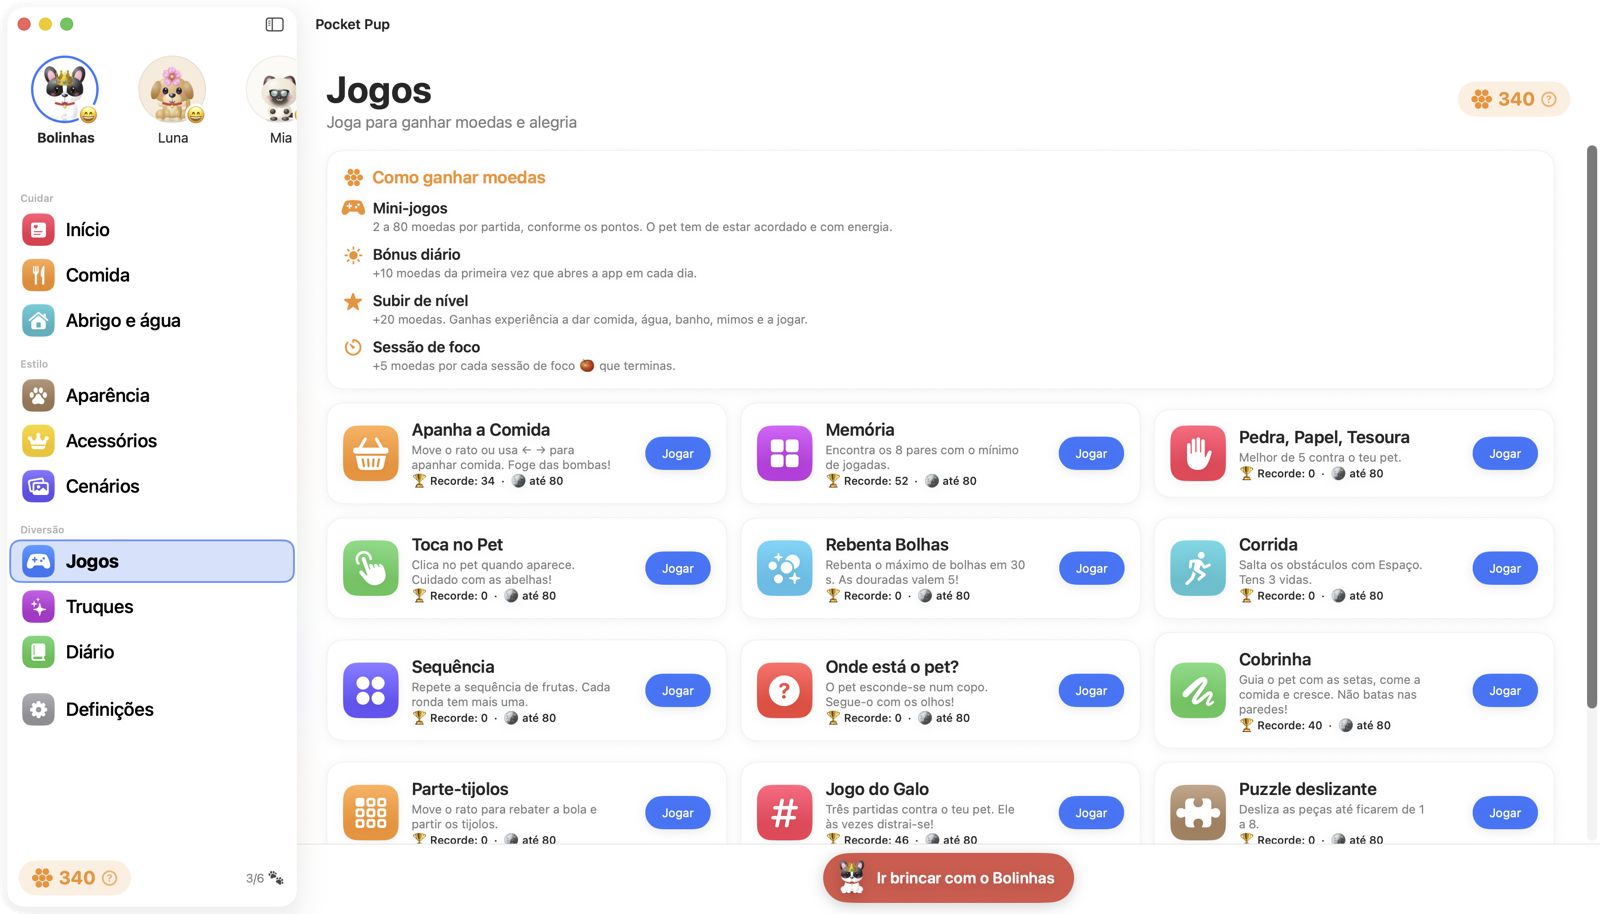 Pocket Pup
Bolinhas
Luna
Mia
Cuidar
Início
Comida
Abrigo e água
Estilo
Aparência
Acessórios
Cenários
Diversão
Jogos
Truques
Diário
Definições
340
3/6
Jogos
Joga para ganhar moedas e alegria
340
Como ganhar moedas
Mini-jogos
2 a 80 moedas por partida, conforme os pontos. O pet tem de estar acordado e com energia.
Bónus diário
+10 moedas da primeira vez que abres a app em cada dia.
Subir de nível
+20 moedas. Ganhas experiência a dar comida, água, banho, mimos e a jogar.
Sessão de foco
+5 moedas por cada sessão de foco que terminas.
Apanha a Comida
Move o rato ou usa ← → para
apanhar comida. Foge das bombas!
Recorde: 34 · até 80
Jogar
Memória
Encontra os 8 pares com o mínimo
de jogadas.
Recorde: 52 · até 80
Jogar
Pedra, Papel, Tesoura
Melhor de 5 contra o teu pet.
Recorde: 0 · até 80
Jogar
Toca no Pet
Clica no pet quando aparece.
Cuidado com as abelhas!
Recorde: 0 · até 80
Jogar
Rebenta Bolhas
Rebenta o máximo de bolhas em 30
s. As douradas valem 5!
Recorde: 0 · até 80
Jogar
Corrida
Salta os obstáculos com Espaço.
Tens 3 vidas.
Recorde: 0 · até 80
Jogar
Sequência
Repete a sequência de frutas. Cada
ronda tem mais uma.
Recorde: 0 · até 80
Jogar
Onde está o pet?
O pet esconde-se num copo.
Segue-o com os olhos!
Recorde: 0 · até 80
Jogar
Cobrinha
Guia o pet com as setas, come a
comida e cresce. Não batas nas
paredes!
Recorde: 40 · até 80
Jogar
Parte-tijolos
Move o rato para rebater a bola e
partir os tijolos.
Recorde: 0 · até 80
Jogar
Jogo do Galo
Três partidas contra o teu pet. Ele
às vezes distrai-se!
Recorde: 46 · até 80
Jogar
Puzzle deslizante
Desliza as peças até ficarem de 1
a 8.
Recorde: 0 · até 80
Jogar
Ir brincar com o Bolinhas